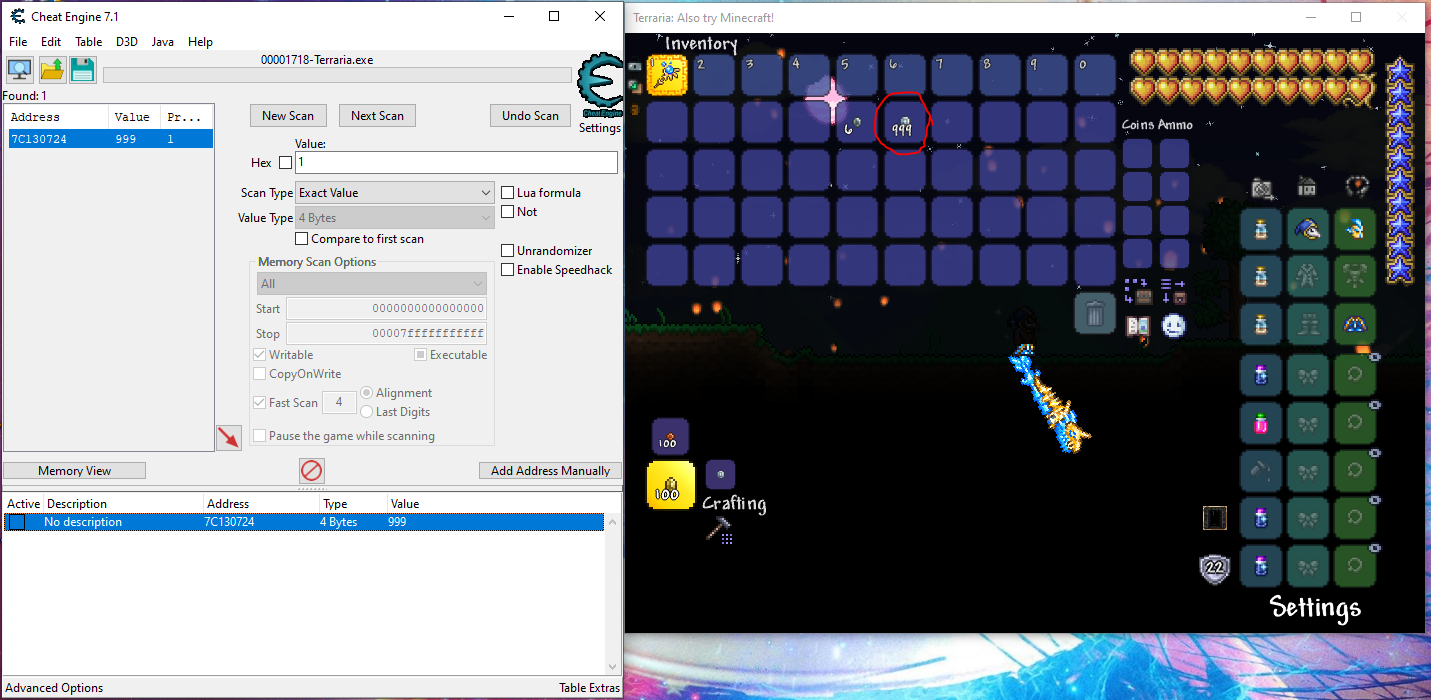 Cheat Engine 7.1
File Edit Table D3D Java Help
00001718-Terraria.exe
Found: 1
Address Value Pr...
7C130724 999 1
New Scan Next Scan Undo Scan
Cheat Engine
Settings
Value:
Hex 1
Scan Type Exact Value
Lua formula
Value Type 4 Bytes
Not
Compare to first scan
Unrandomizer
Memory Scan Options
Enable Speedhack
All
Start 0000000000000000
Stop 00007fffffffffff
Writable Executable
CopyOnWrite
Fast Scan 4 Alignment
Last Digits
Pause the game while scanning
Memory View Add Address Manually
Active Description Address Type Value
No description 7C130724 4 Bytes 999
Advanced Options Table Extras
Terraria: Also try Minecraft!
Inventory
1 2 3 4 5 6 7 8 9 0
6 999
Coins Ammo
100
100
Crafting
22
Settings